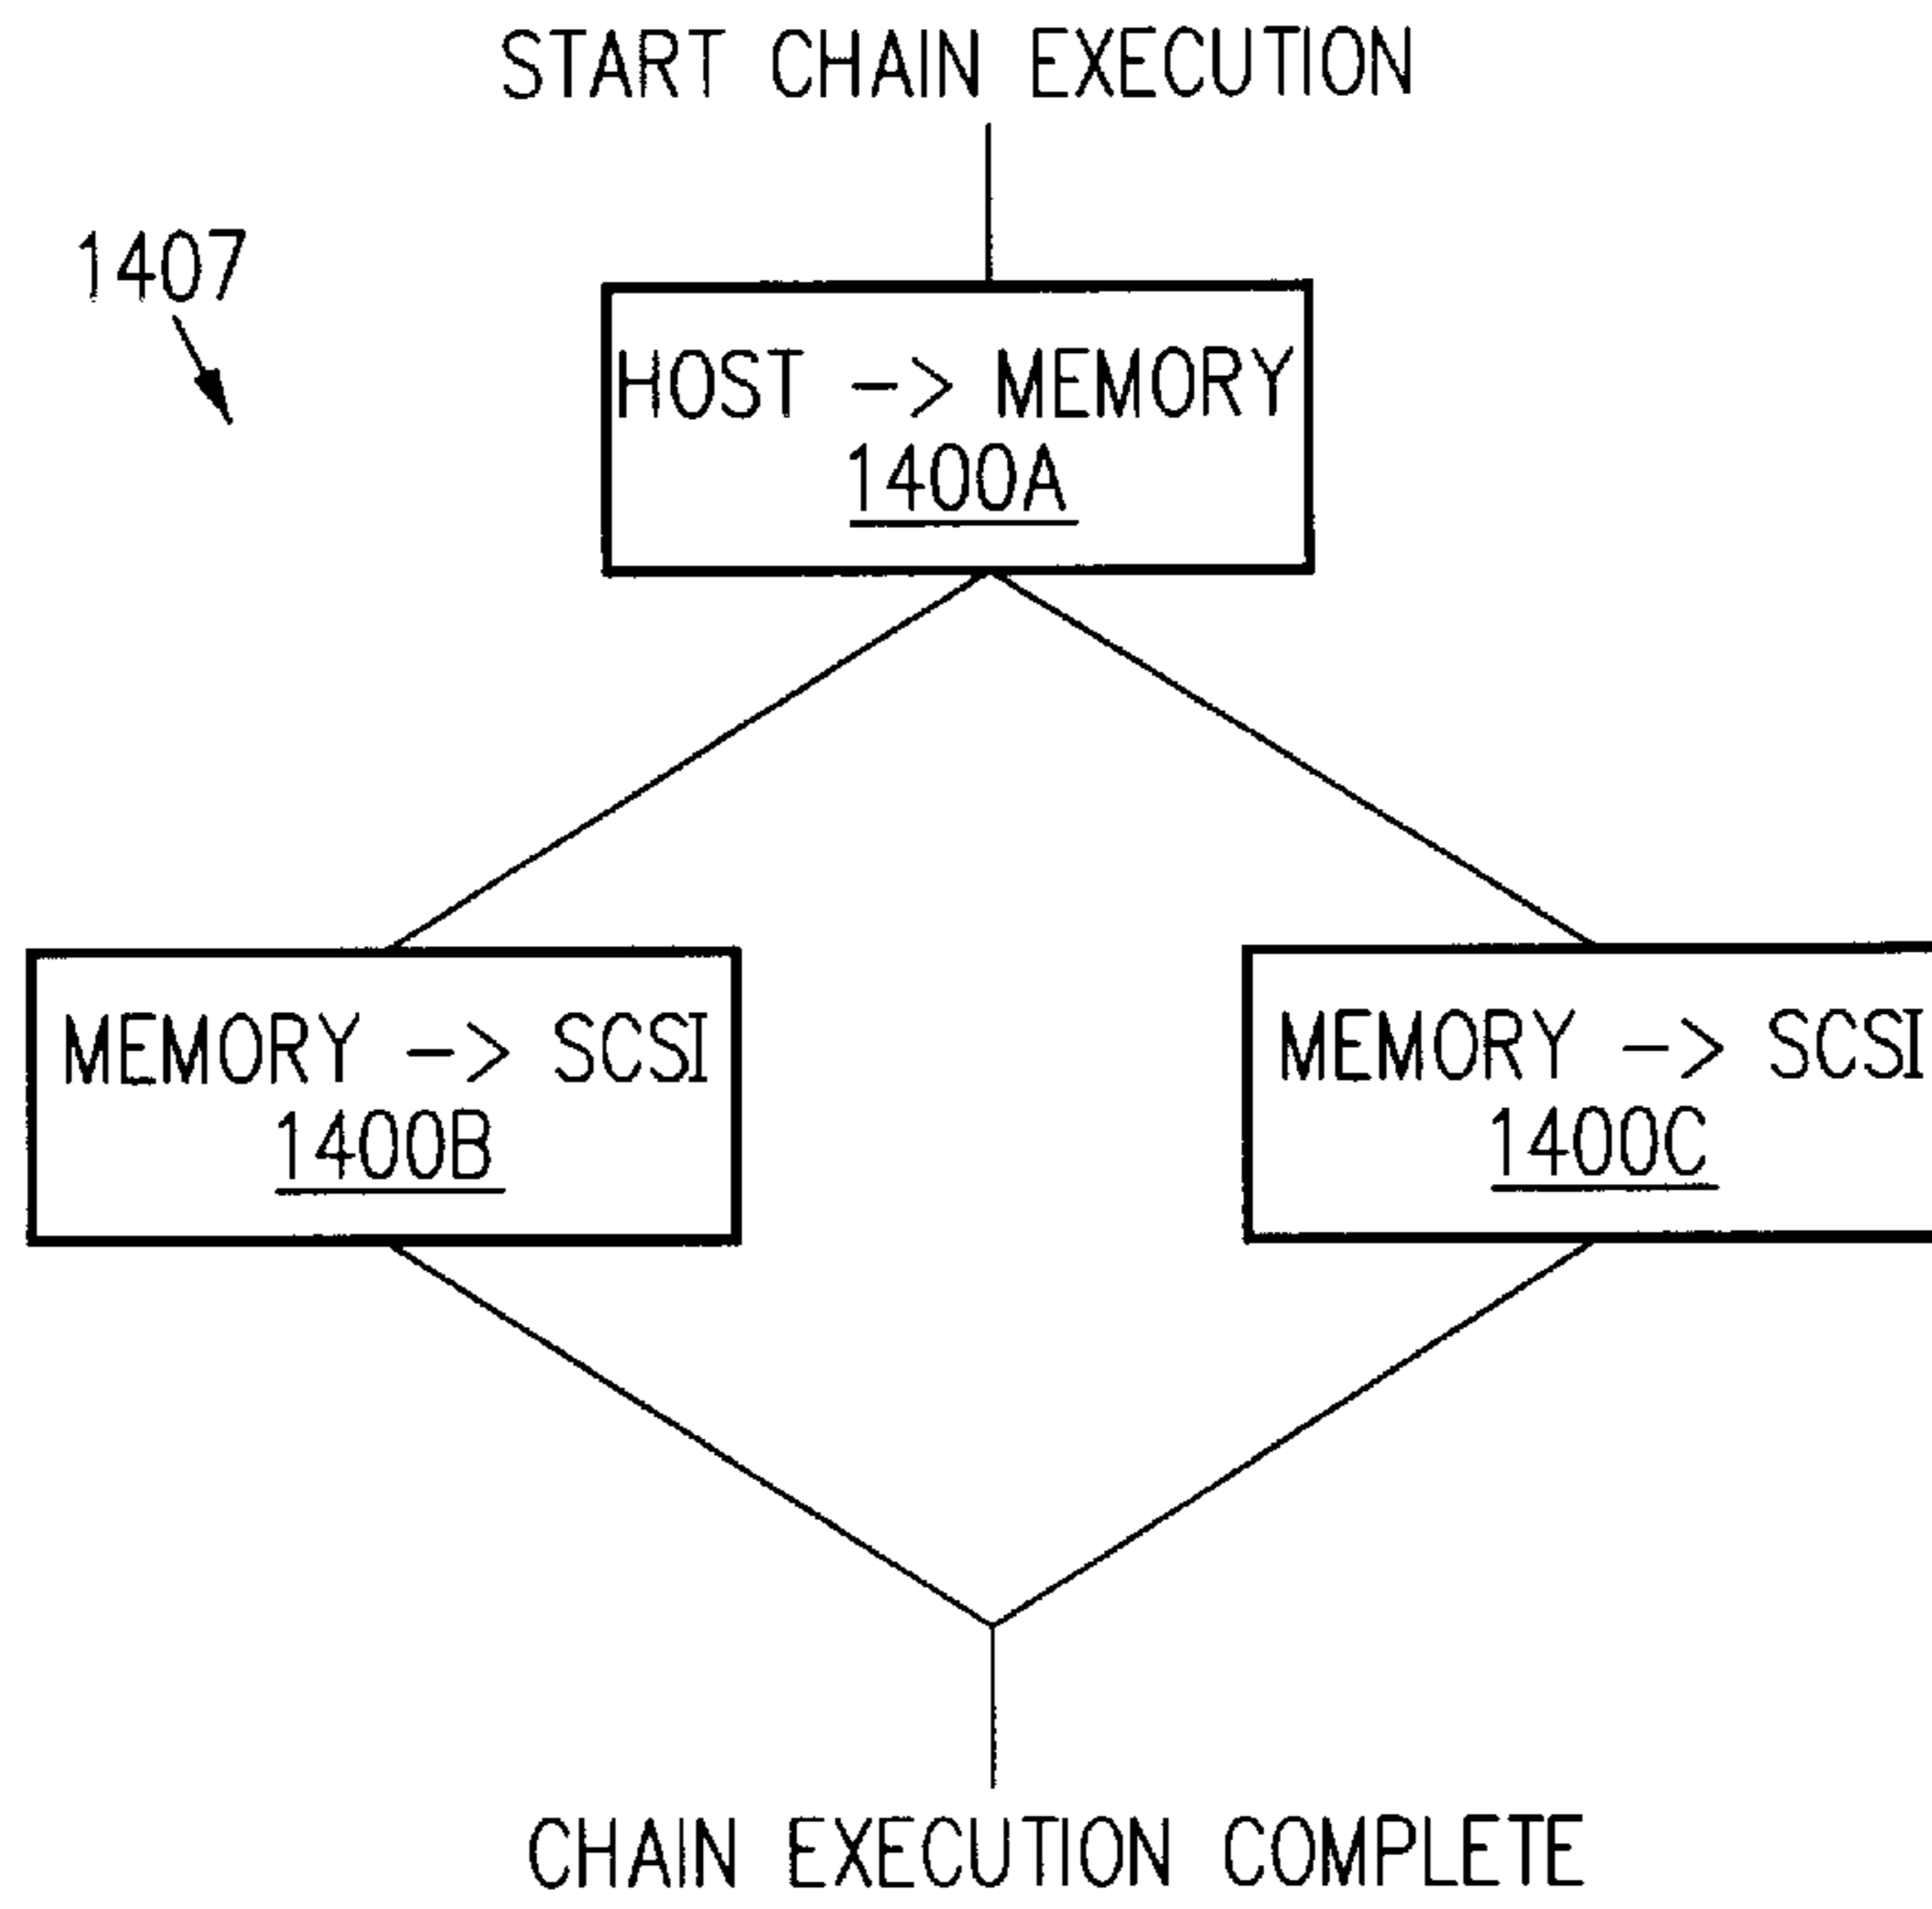 START CHAIN EXECUTION
1407
HOST -> MEMORY
1400A
MEMORY -> SCSI
1400B
MEMORY -> SCSI
1400C
CHAIN EXECUTION COMPLETE